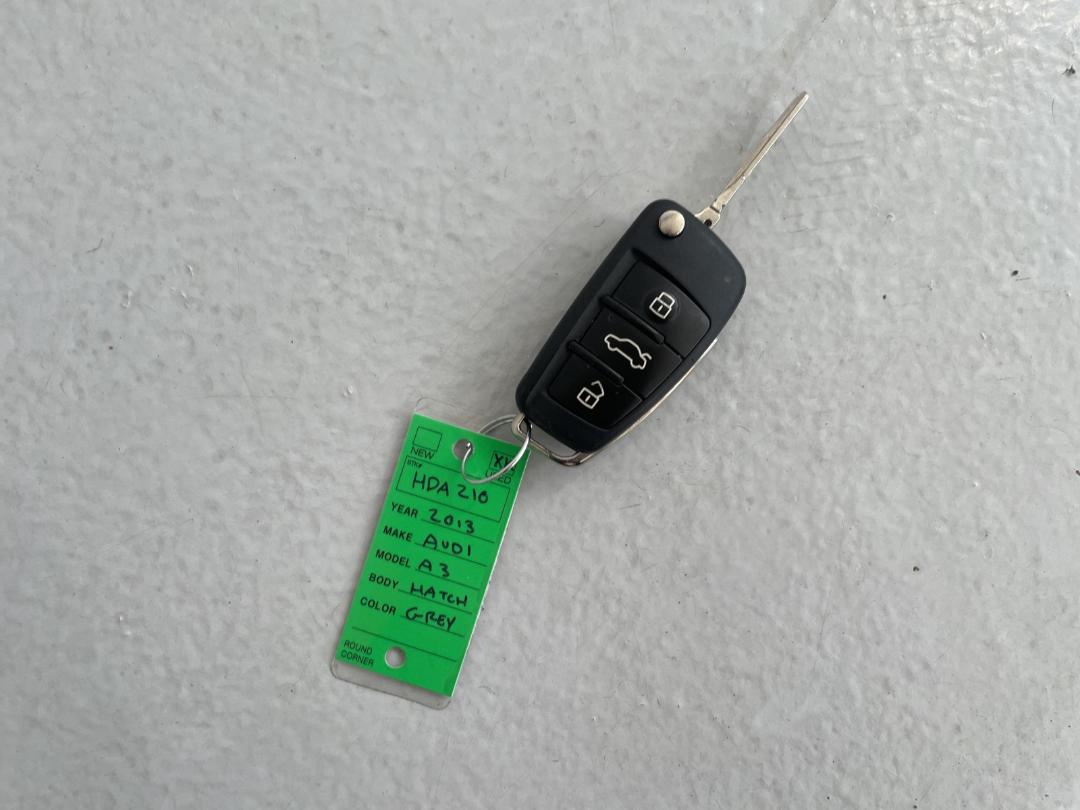 NEW
USED
STK# HDA 210
YEAR 2013
MAKE AUDI
MODEL A3
BODY HATCH
COLOR GREY
ROUND
CORNER